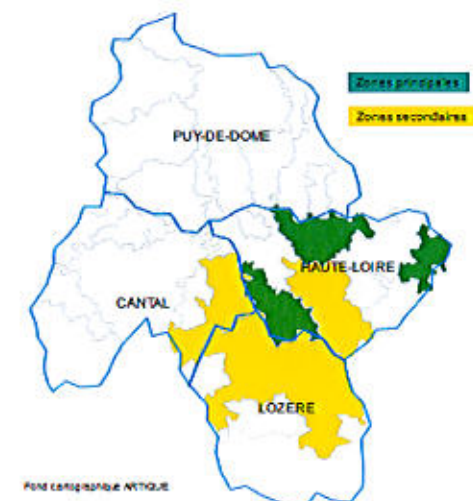 Zones principales
Zones secondaires
PUY-DE-DOME
HAUTE-LOIRE
CANTAL
LOZERE
Fond cartographique ARTIQUE